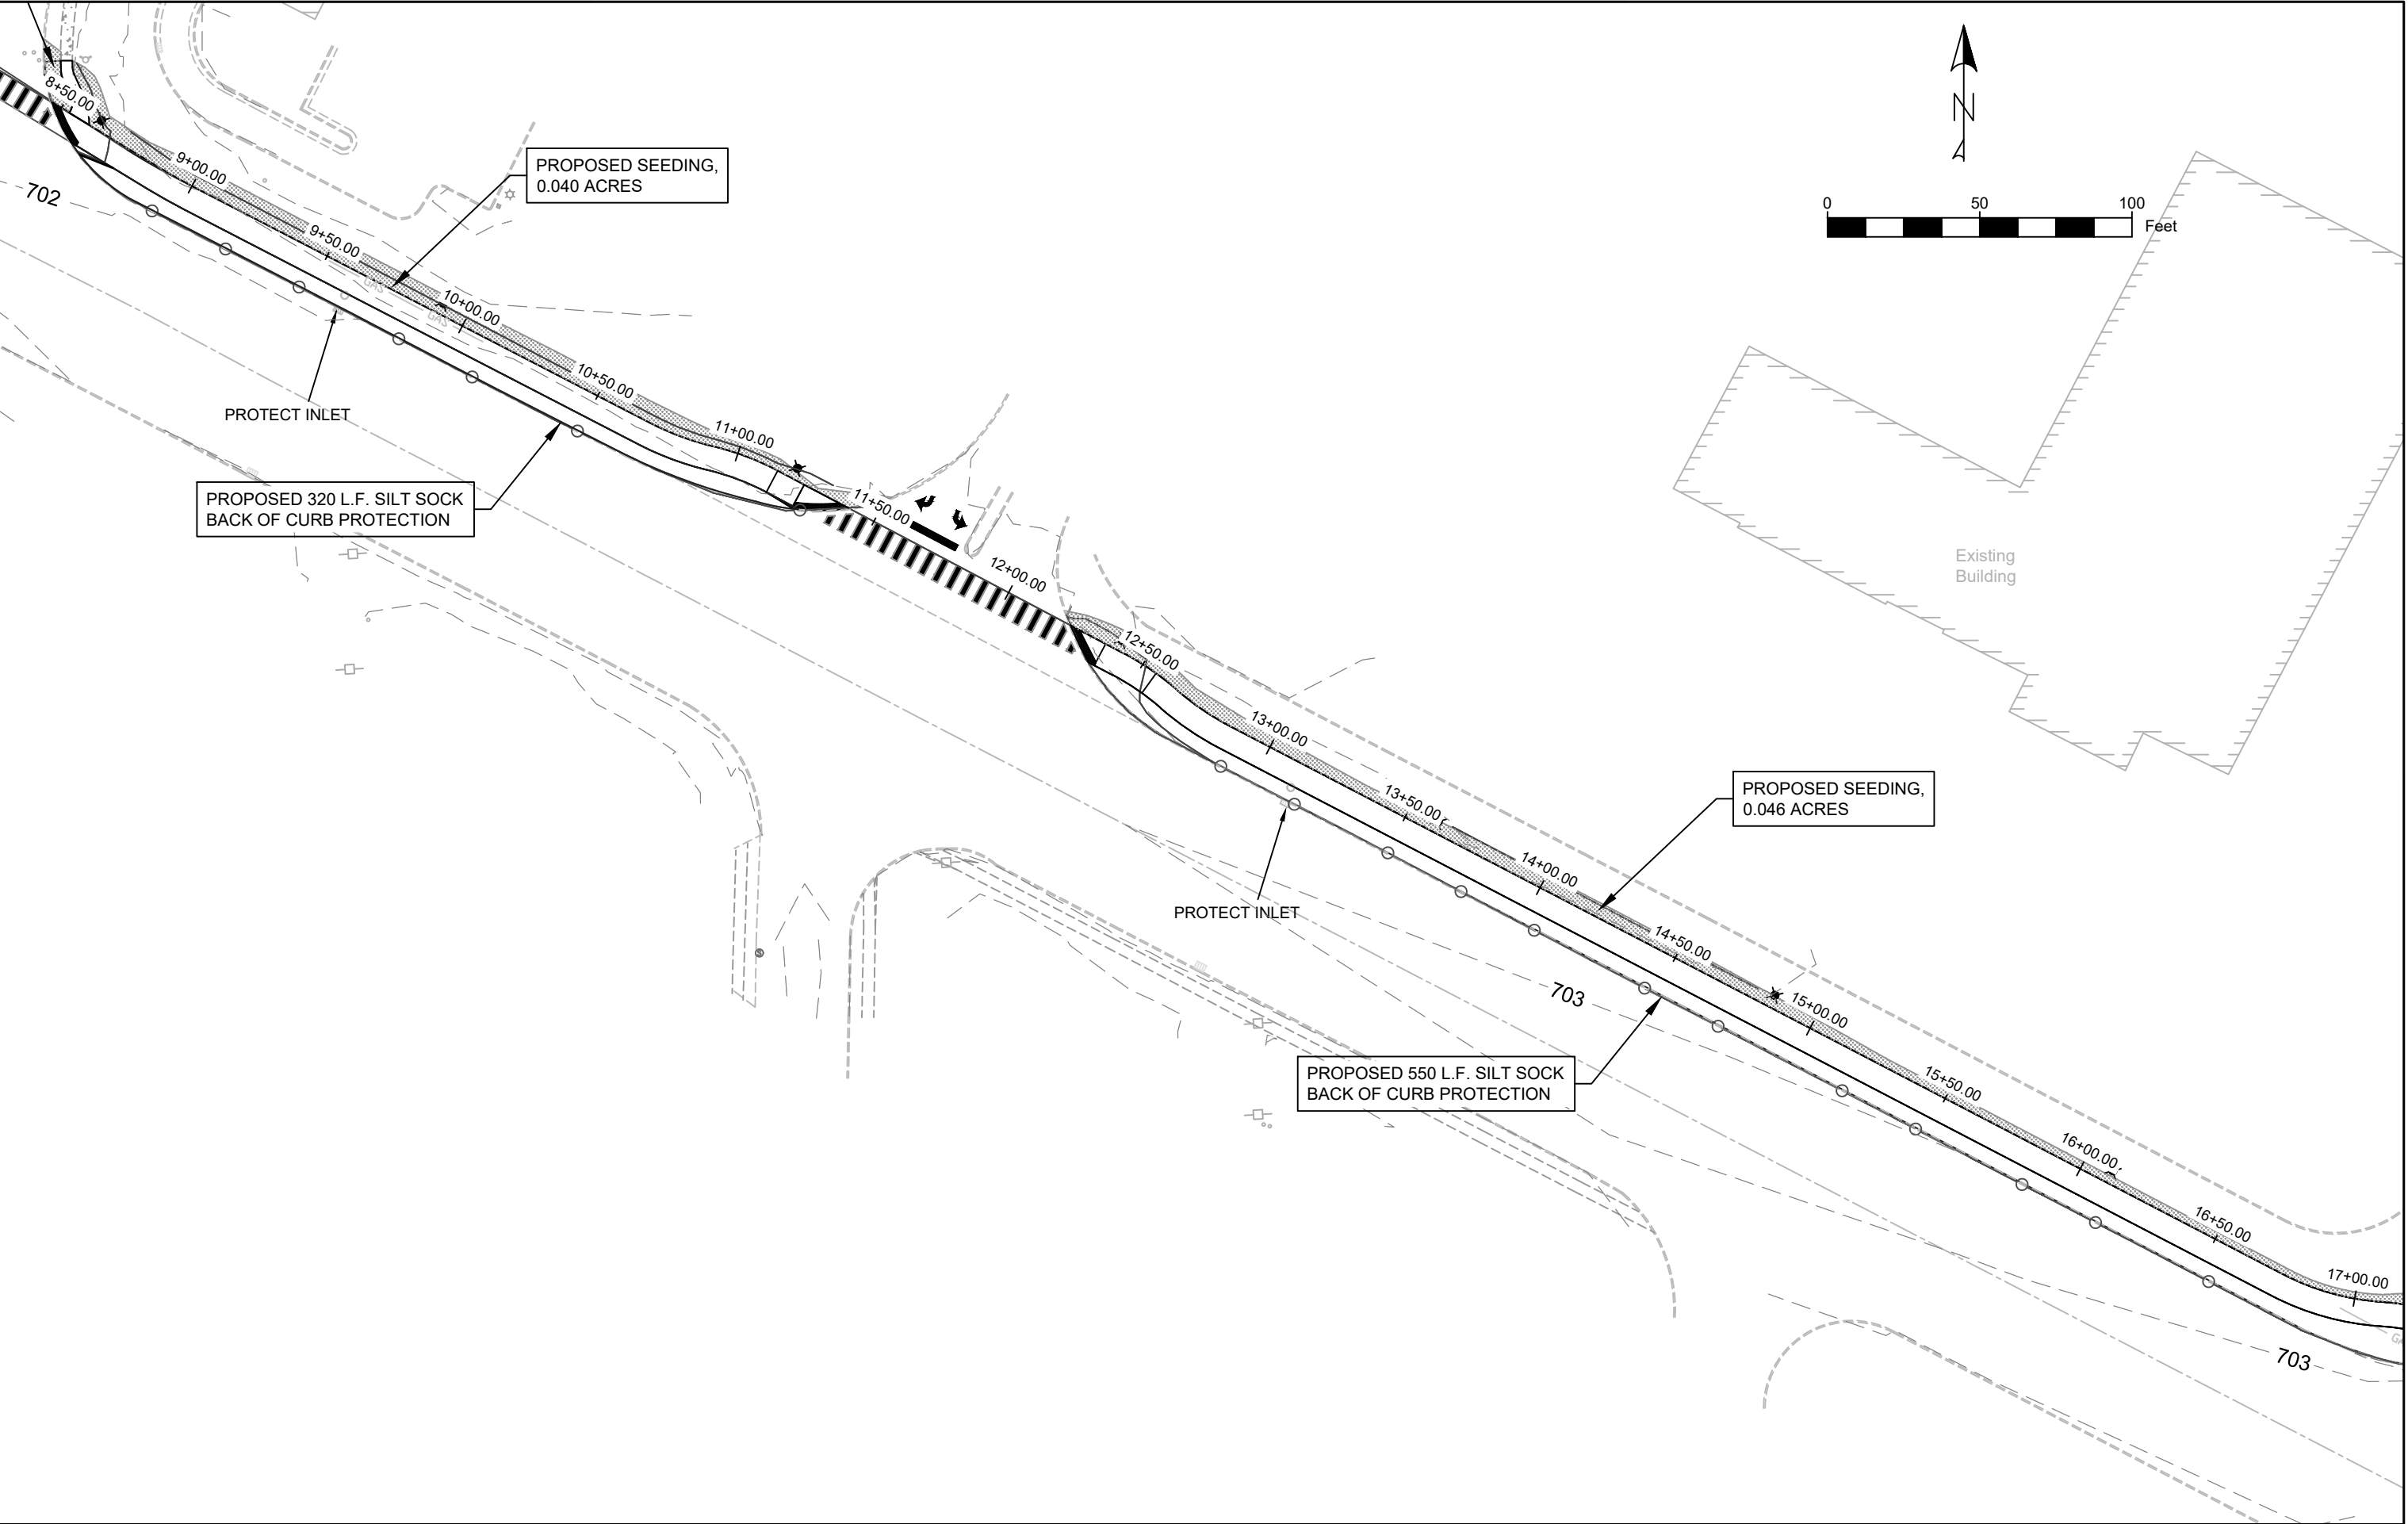 8+50.00
N
PROPOSED SEEDING,
0.040 ACRES
9+00.00
702
0 50 100
Feet
9+50.00
GAS
10+00.00
GAS
10+50.00
PROTECT INLET
11+00.00
PROPOSED 320 L.F. SILT SOCK
BACK OF CURB PROTECTION
11+50.00
12+00.00
Existing
Building
12+50.00
13+00.00
13+50.00
PROPOSED SEEDING,
0.046 ACRES
14+00.00
PROTECT INLET
14+50.00
703
15+00.00
PROPOSED 550 L.F. SILT SOCK
BACK OF CURB PROTECTION
15+50.00
16+00.00
16+50.00
17+00.00
703